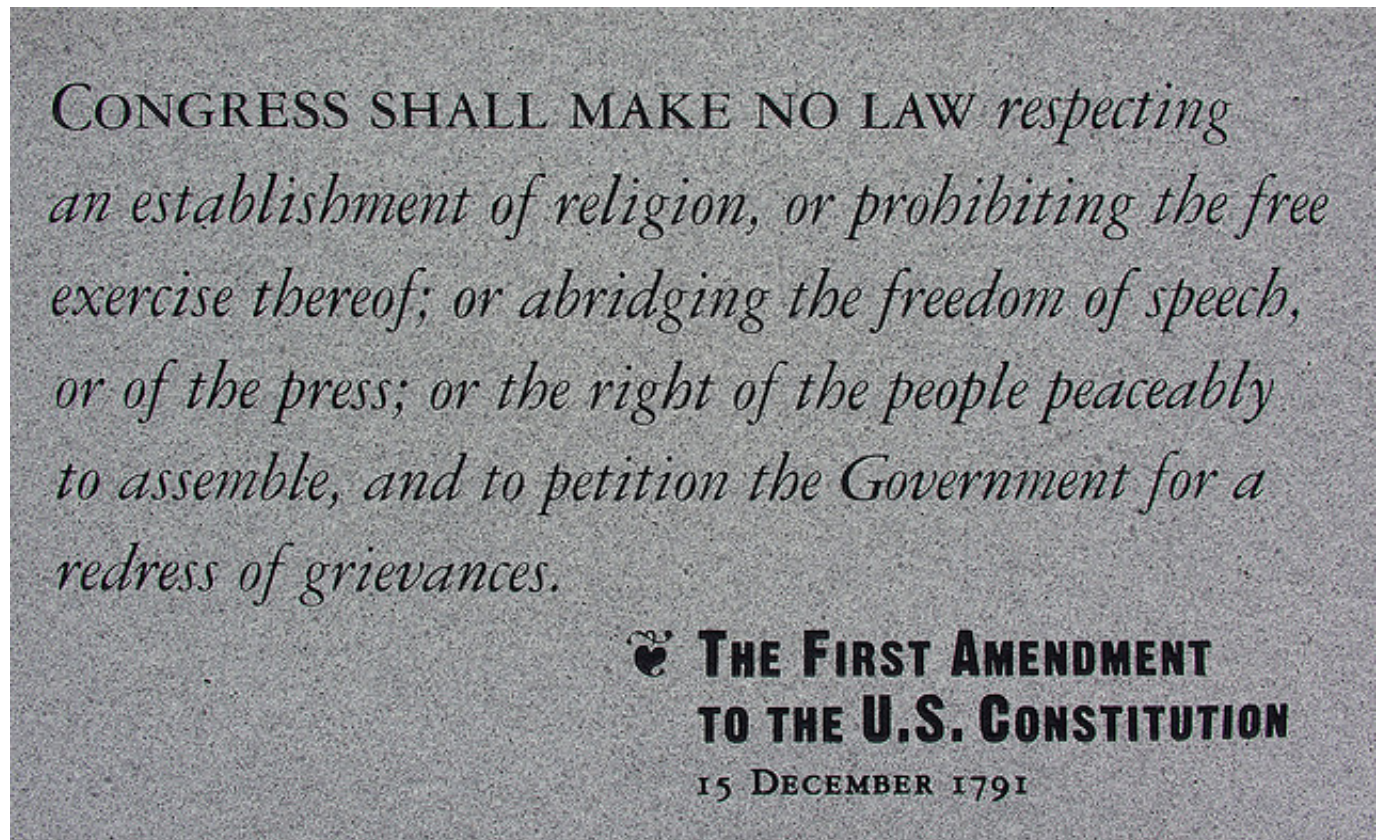 CONGRESS SHALL MAKE NO LAW respecting
an establishment of religion, or prohibiting the free
exercise thereof; or abridging the freedom of speech,
or of the press; or the right of the people peaceably
to assemble, and to petition the Government for a
redress of grievances.
❦ THE FIRST AMENDMENT
TO THE U.S. CONSTITUTION
15 DECEMBER 1791